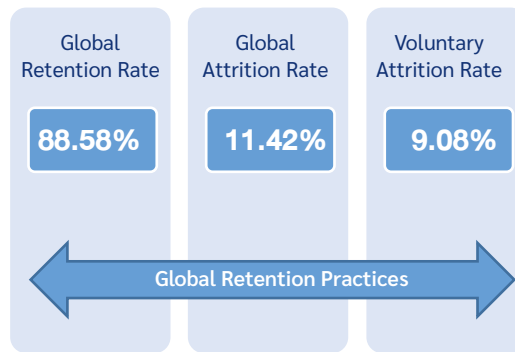 Global
Retention Rate
88.58%
Global
Attrition Rate
11.42%
Voluntary
Attrition Rate
9.08%
Global Retention Practices